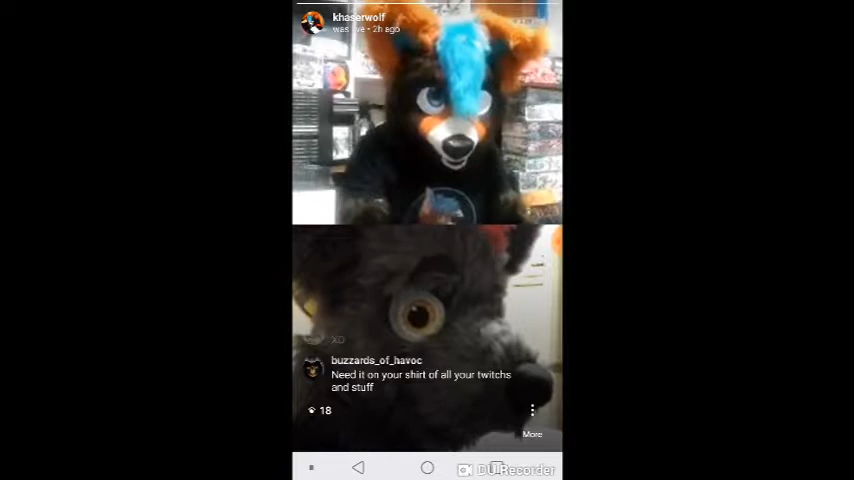 khaserwolf
was live • 2h ago
XD
buzzards_of_havoc
Need it on your shirt of all your twitchs
and stuff
18
More
DU Recorder